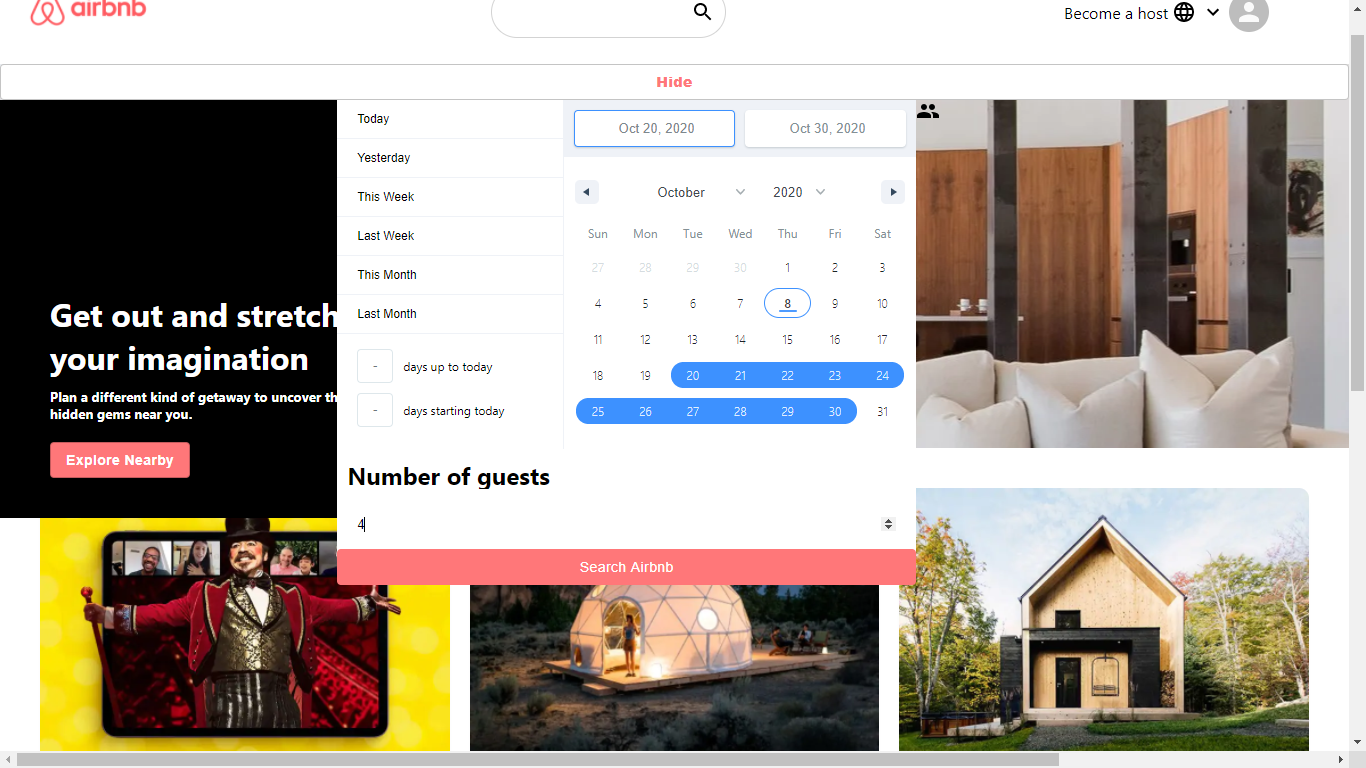 airbnb
Become a host
Hide
Today
Yesterday
This Week
Last Week
This Month
Last Month
- days up to today
- days starting today
Oct 20, 2020 Oct 30, 2020
October 2020
Sun Mon Tue Wed Thu Fri Sat
27 28 29 30 1 2 3
4 5 6 7 8 9 10
11 12 13 14 15 16 17
18 19 20 21 22 23 24
25 26 27 28 29 30 31
Get out and stretch
your imagination
Plan a different kind of getaway to uncover th
hidden gems near you.
Explore Nearby
Number of guests
4
Search Airbnb